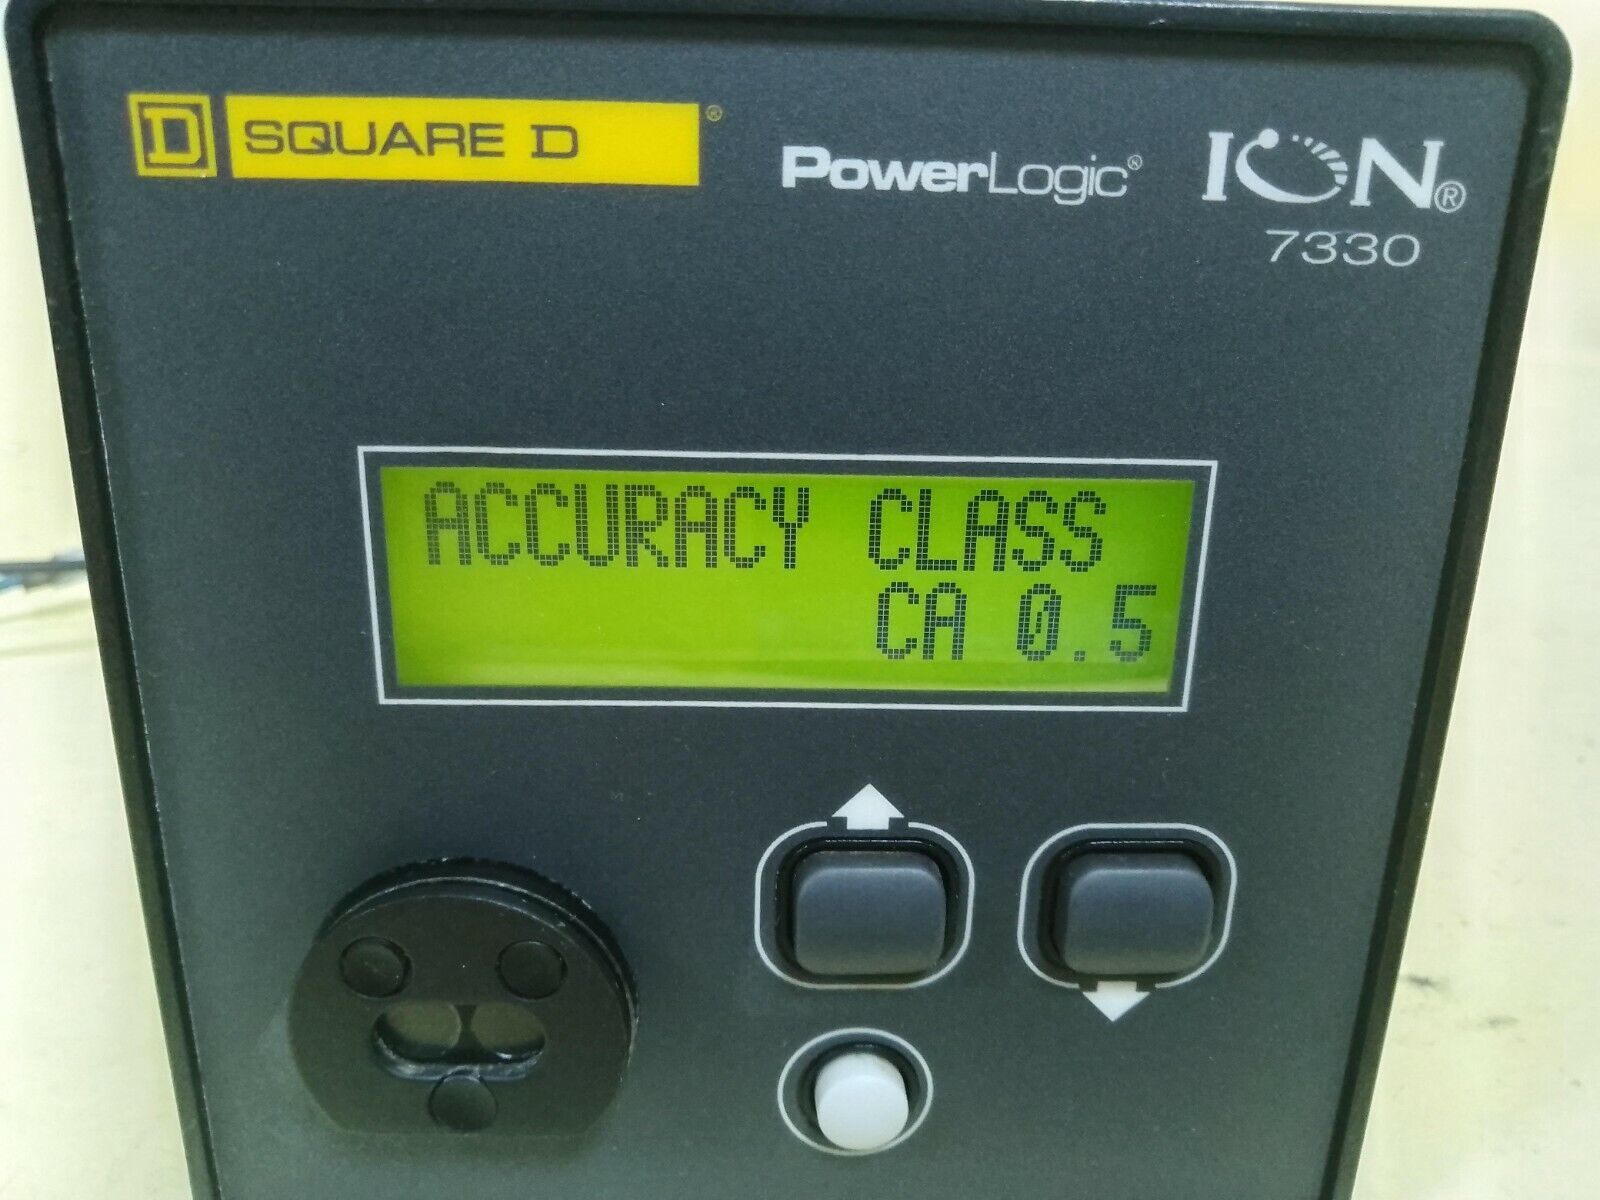 D SQUARE D ®
PowerLogic® ION®
7330
ACCURACY CLASS
CA 0.5